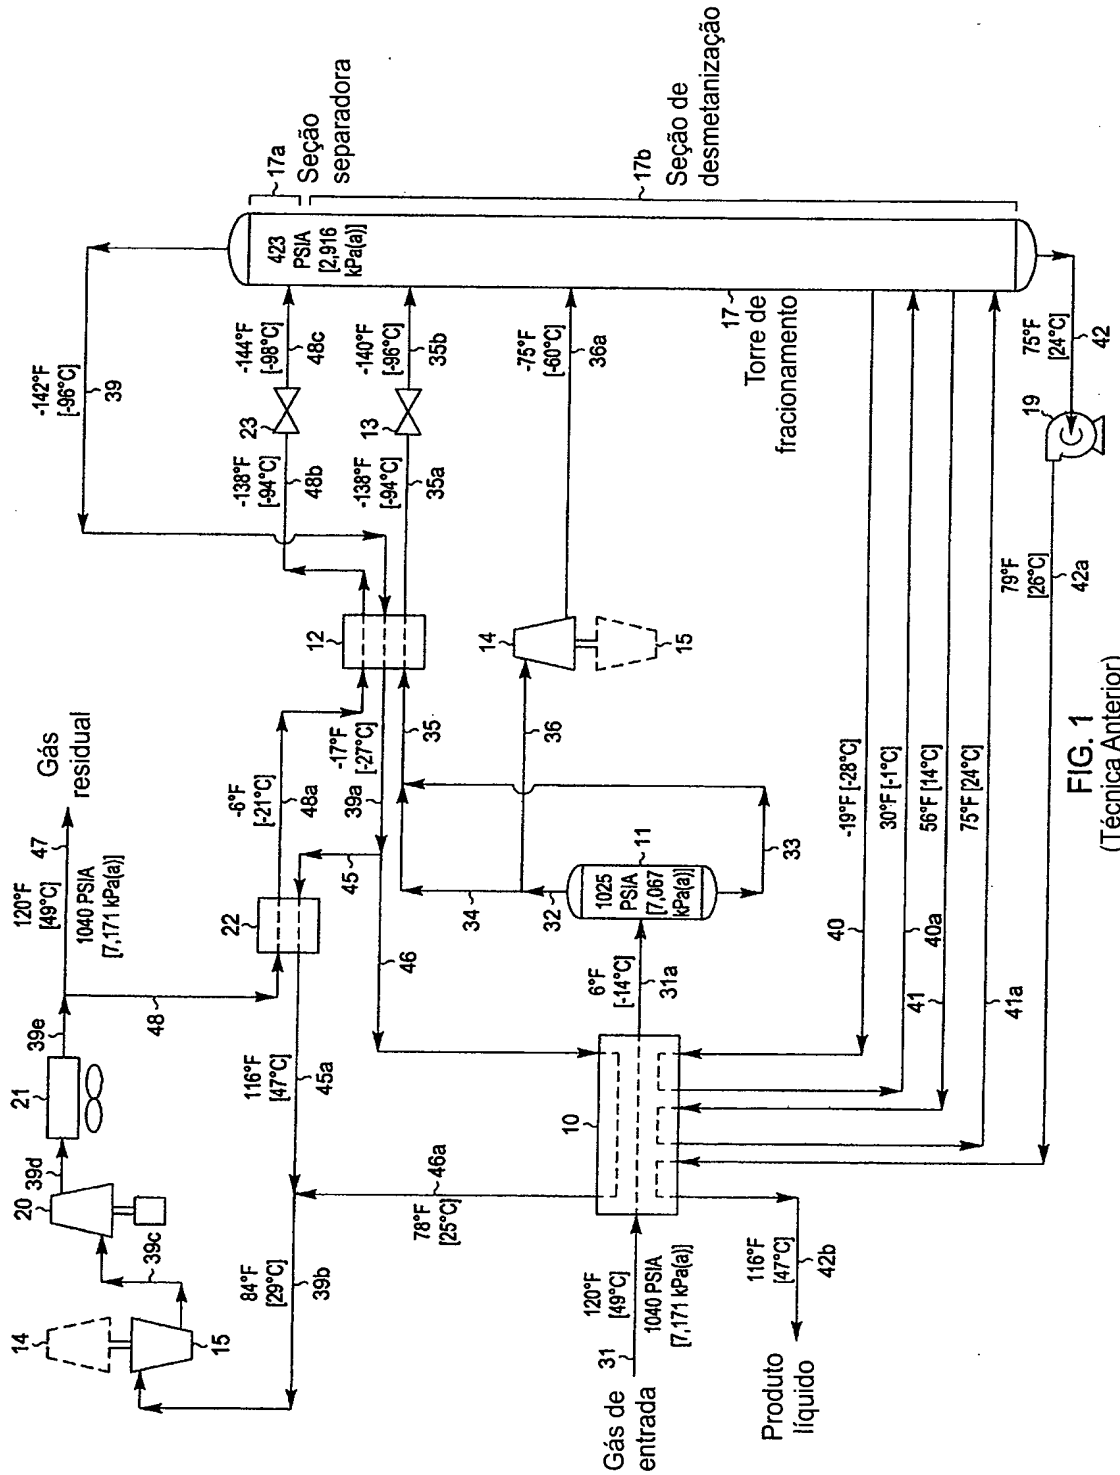 -142°F
[-96°C]
39
17a
Seção
separadora
423
PSIA
[2,916
kPa(a)]
17b
Seção de
desmetanização
-144°F
[-98°C]
48c
-140°F
[-96°C]
35b
-75°F
[-60°C]
36a
17
Torre de
fracionamento
75°F
[24°C]
42
19
23
13
-138°F
[-94°C]
48b
-138°F
[-94°C]
35a
79°F
[26°C]
42a
12
14
15
Gás
residual
47
120°F
[49°C]
1040 PSIA
[7,171 kPa(a)]
-6°F
[-21°C]
48a
-17°F
[-27°C]
39a
35
36
22
45
34
32
11
1025
PSIA
[7,067
kPa(a)]
33
-19°F [-28°C]
30°F [-1°C]
56°F [14°C]
75°F [24°C]
40
40a
41
41a
39e
48
46
6°F
[-14°C]
31a
21
116°F
[47°C]
45a
10
39d
20
39c
46a
78°F
[25°C]
84°F
[29°C]
39b
14
15
120°F
[49°C]
1040 PSIA
[7,171 kPa(a)]
31
Gás de
entrada
116°F
[47°C]
42b
Produto
líquido
FIG. 1
(Técnica Anterior)